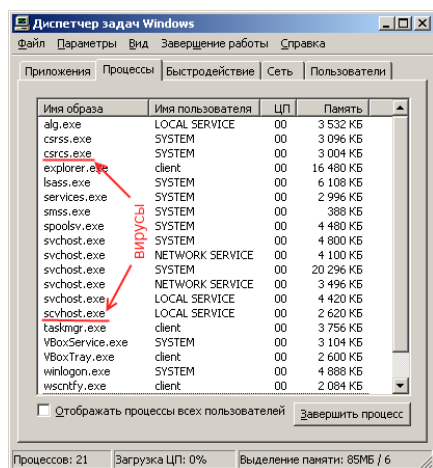 Диспетчер задач Windows
Файл Параметры Вид Завершение работы Справка
Приложения Процессы Быстродействие Сеть Пользователи
Имя образа Имя пользователя ЦП Память
alg.exe LOCAL SERVICE 00 3 532 КБ
csrss.exe SYSTEM 00 3 096 КБ
csrcs.exe SYSTEM 00 3 004 КБ
explorer.exe client 00 16 480 КБ
lsass.exe SYSTEM 00 6 108 КБ
services.exe SYSTEM 00 2 996 КБ
smss.exe SYSTEM 00 388 КБ
spoolsv.exe SYSTEM 00 4 480 КБ
svchost.exe SYSTEM 00 4 800 КБ
svchost.exe NETWORK SERVICE 00 4 100 КБ
svchost.exe SYSTEM 00 20 296 КБ
svchost.exe NETWORK SERVICE 00 3 496 КБ
svchost.exe LOCAL SERVICE 00 4 420 КБ
scvhost.exe LOCAL SERVICE 00 2 620 КБ
taskmgr.exe client 00 3 756 КБ
VBoxService.exe SYSTEM 00 3 104 КБ
VBoxTray.exe client 00 2 600 КБ
winlogon.exe SYSTEM 00 4 888 КБ
wscntfy.exe client 00 2 084 КБ
вирусы
Отображать процессы всех пользователей Завершить процесс
Процессов: 21 Загрузка ЦП: 0% Выделение памяти: 85МБ / 6